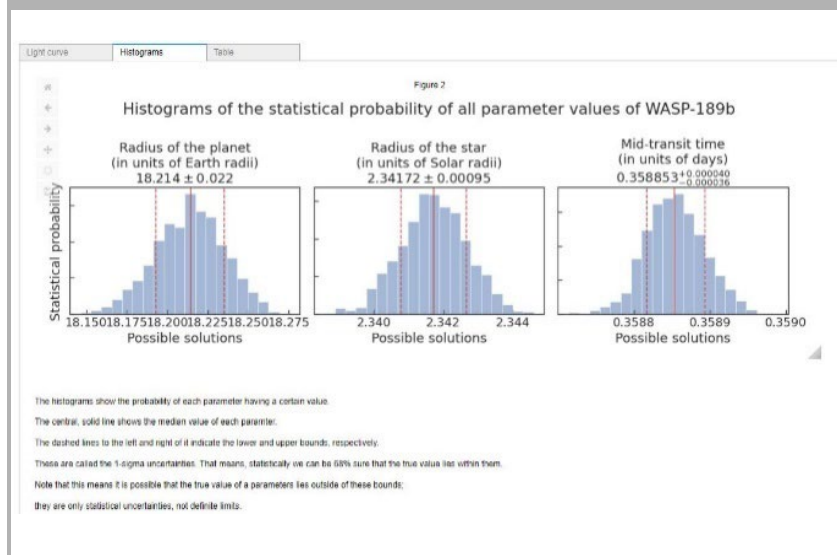 Light curve
Histograms
Table
Figure 2
Histograms of the statistical probability of all parameter values of WASP-189b
Radius of the planet
(in units of Earth radii)
18.214 ± 0.022
Radius of the star
(in units of Solar radii)
2.34172 ± 0.00095
Mid-transit time
(in units of days)
0.358853+0.000040
−0.000036
Statistical probability
18.150 18.175 18.200 18.225 18.250 18.275
Possible solutions
2.340 2.342 2.344
Possible solutions
0.3588 0.3589 0.3590
Possible solutions
The histograms show the probability of each parameter having a certain value.
The central, solid line shows the median value of each paramter.
The dashed lines to the left and right of it indicate the lower and upper bounds, respectively.
These are called the 1-sigma uncertainties. That means, statistically we can be 68% sure that the true value lies within them.
Note that this means it is possible that the true value of a parameters lies outside of these bounds;
they are only statistical uncertainties, not definite limits.